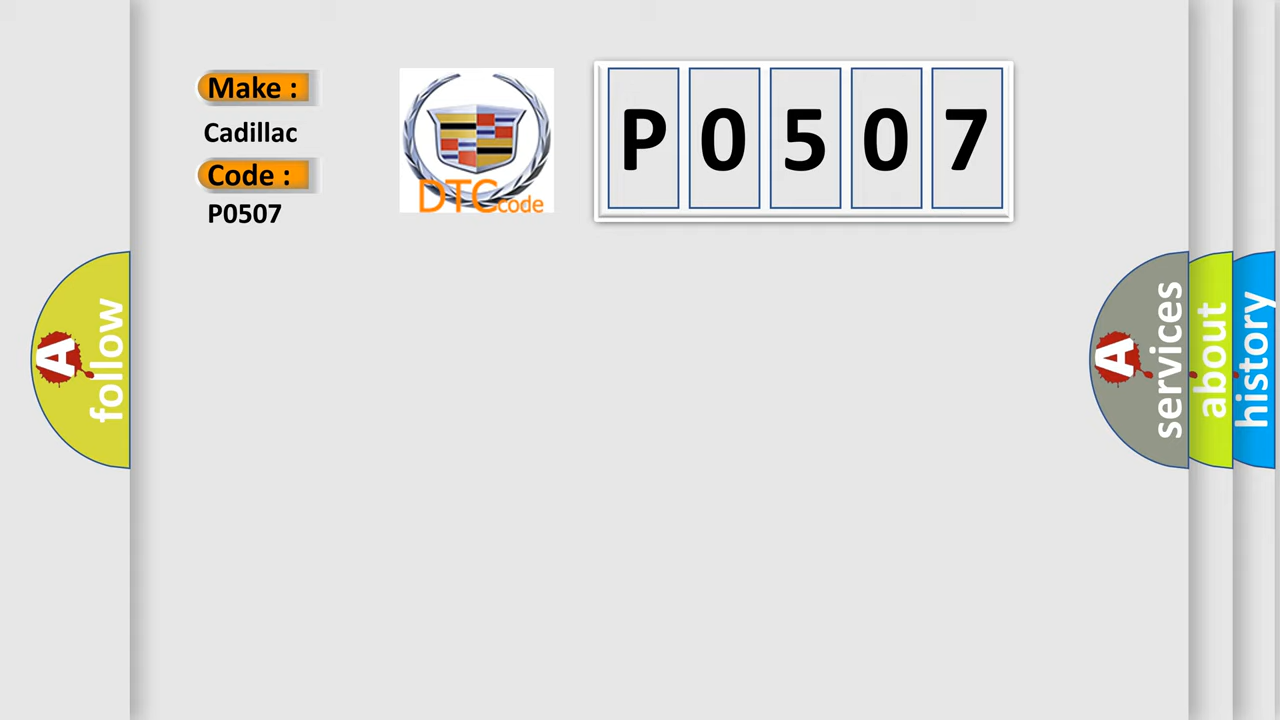 Make :
Cadillac
Code :
P0507
DTCcode
P0507
A
follow
A
services
about
history